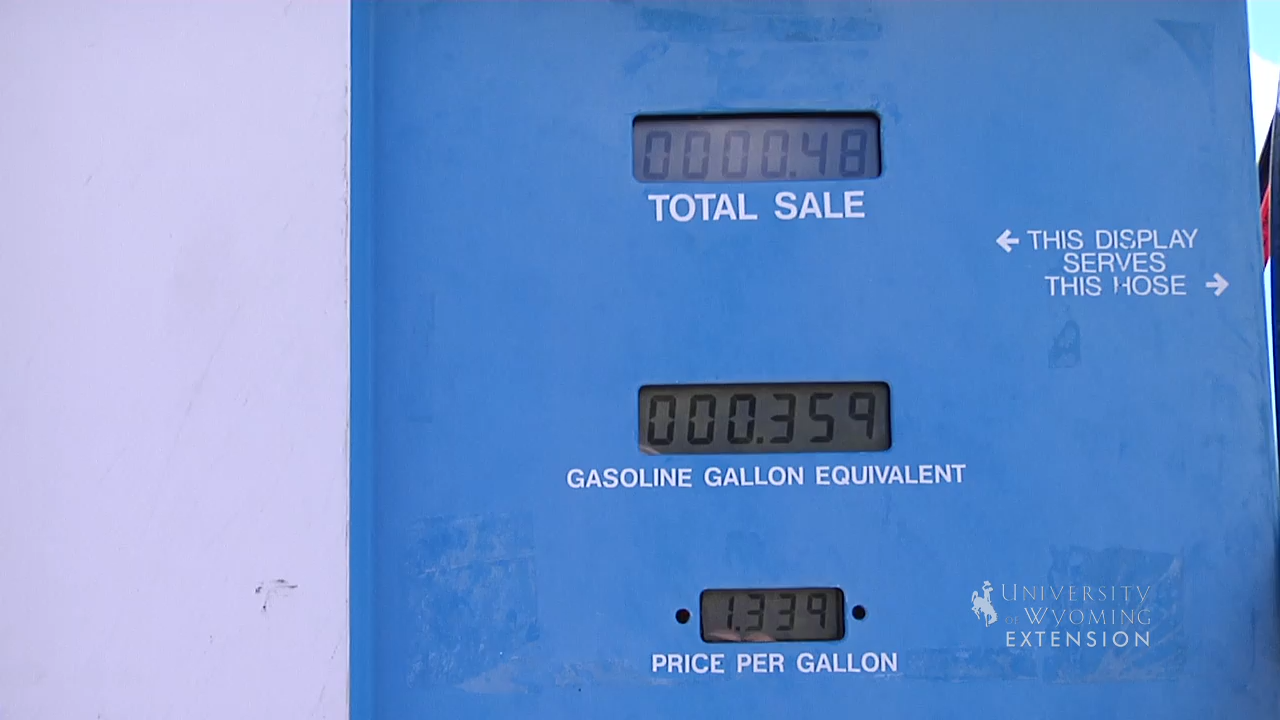 0000.48
TOTAL SALE
← THIS DISPLAY
SERVES
THIS HOSE →
000.359
GASOLINE GALLON EQUIVALENT
1.339
PRICE PER GALLON
UNIVERSITY
OF WYOMING
EXTENSION